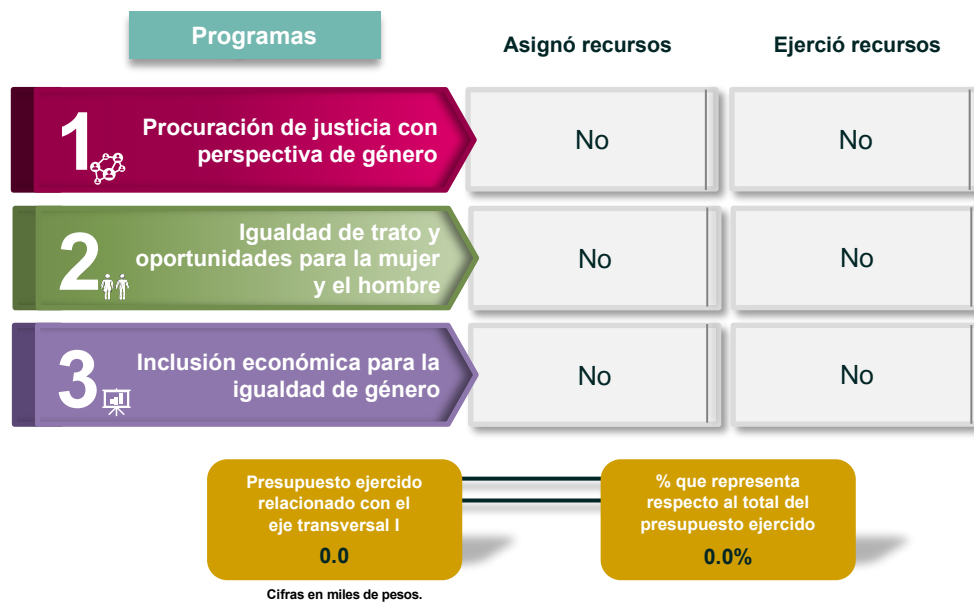 Programas
Asignó recursos
Ejerció recursos
1
Procuración de justicia con
perspectiva de género
No
No
2
Igualdad de trato y
oportunidades para la mujer
y el hombre
No
No
3
Inclusión económica para la
igualdad de género
No
No
Presupuesto ejercido
relacionado con el
eje transversal I
0.0
% que representa
respecto al total del
presupuesto ejercido
0.0%
Cifras en miles de pesos.